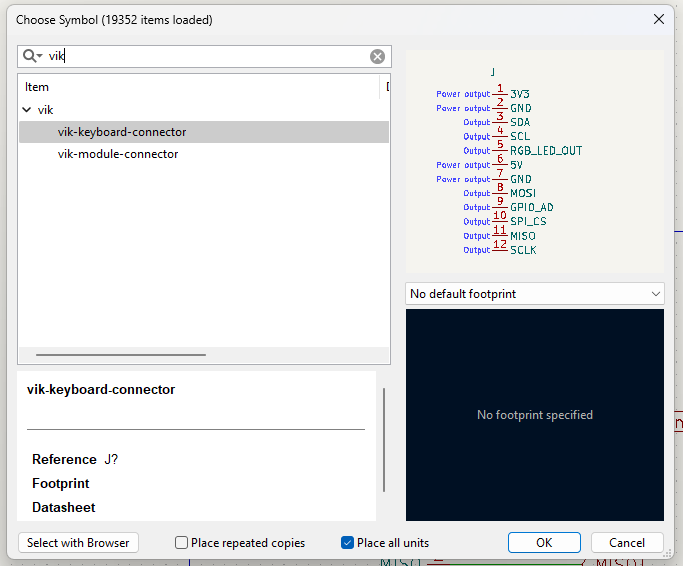 Choose Symbol (19352 items loaded)
vik
Item
vik
vik-keyboard-connector
vik-module-connector
vik-keyboard-connector
Reference J?
Footprint
Datasheet
J
Power output 1 3V3
Power output 2 GND
Output 3 SDA
Output 4 SCL
Output 5 RGB_LED_OUT
Power output 6 5V
Power output 7 GND
Output 8 MOSI
Output 9 GPIO_AD
Output 10 SPI_CS
Output 11 MISO
Output 12 SCLK
No default footprint
No footprint specified
Select with Browser
Place repeated copies
Place all units
OK
Cancel